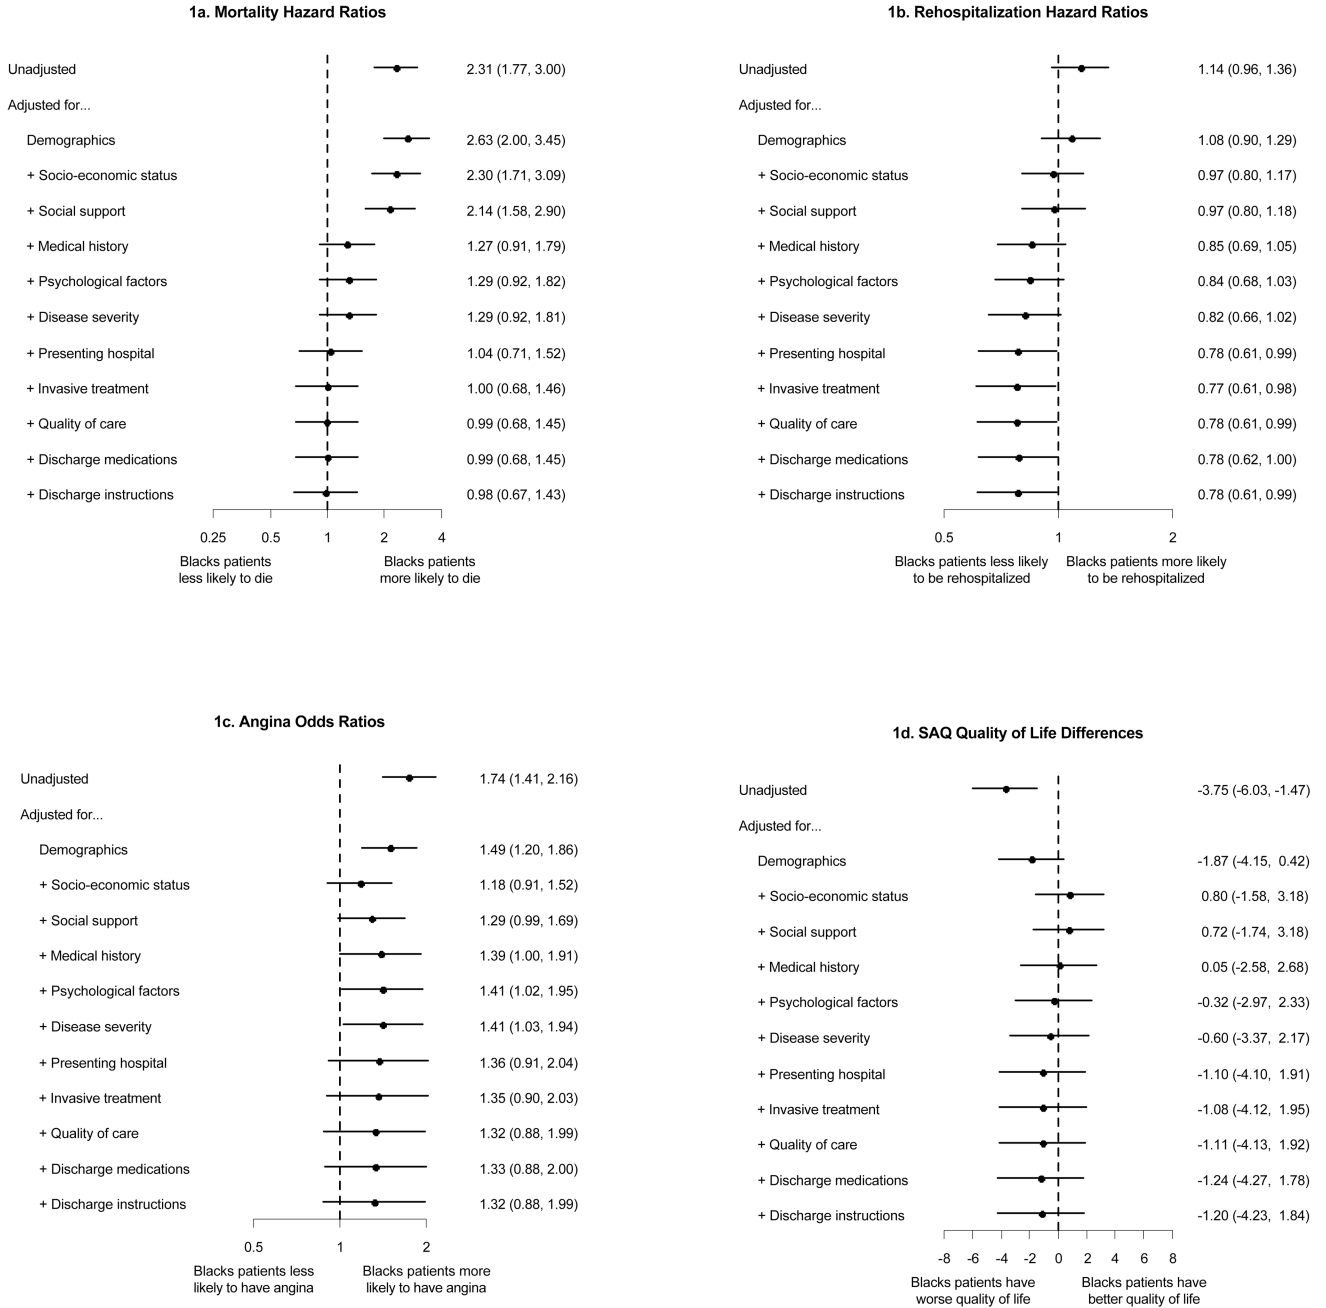 1a. Mortality Hazard Ratios
Unadjusted 2.31 (1.77, 3.00)
Adjusted for...
Demographics 2.63 (2.00, 3.45)
+ Socio-economic status 2.30 (1.71, 3.09)
+ Social support 2.14 (1.58, 2.90)
+ Medical history 1.27 (0.91, 1.79)
+ Psychological factors 1.29 (0.92, 1.82)
+ Disease severity 1.29 (0.92, 1.81)
+ Presenting hospital 1.04 (0.71, 1.52)
+ Invasive treatment 1.00 (0.68, 1.46)
+ Quality of care 0.99 (0.68, 1.45)
+ Discharge medications 0.99 (0.68, 1.45)
+ Discharge instructions 0.98 (0.67, 1.43)
0.25 0.5 1 2 4
Blacks patients Blacks patients
less likely to die more likely to die
1b. Rehospitalization Hazard Ratios
Unadjusted 1.14 (0.96, 1.36)
Adjusted for...
Demographics 1.08 (0.90, 1.29)
+ Socio-economic status 0.97 (0.80, 1.17)
+ Social support 0.97 (0.80, 1.18)
+ Medical history 0.85 (0.69, 1.05)
+ Psychological factors 0.84 (0.68, 1.03)
+ Disease severity 0.82 (0.66, 1.02)
+ Presenting hospital 0.78 (0.61, 0.99)
+ Invasive treatment 0.77 (0.61, 0.98)
+ Quality of care 0.78 (0.61, 0.99)
+ Discharge medications 0.78 (0.62, 1.00)
+ Discharge instructions 0.78 (0.61, 0.99)
0.5 1 2
Blacks patients less likely Blacks patients more likely
to be rehospitalized to be rehospitalized
1c. Angina Odds Ratios
Unadjusted 1.74 (1.41, 2.16)
Adjusted for...
Demographics 1.49 (1.20, 1.86)
+ Socio-economic status 1.18 (0.91, 1.52)
+ Social support 1.29 (0.99, 1.69)
+ Medical history 1.39 (1.00, 1.91)
+ Psychological factors 1.41 (1.02, 1.95)
+ Disease severity 1.41 (1.03, 1.94)
+ Presenting hospital 1.36 (0.91, 2.04)
+ Invasive treatment 1.35 (0.90, 2.03)
+ Quality of care 1.32 (0.88, 1.99)
+ Discharge medications 1.33 (0.88, 2.00)
+ Discharge instructions 1.32 (0.88, 1.99)
0.5 1 2
Blacks patients less Blacks patients more
likely to have angina likely to have angina
1d. SAQ Quality of Life Differences
Unadjusted -3.75 (-6.03, -1.47)
Adjusted for...
Demographics -1.87 (-4.15, 0.42)
+ Socio-economic status 0.80 (-1.58, 3.18)
+ Social support 0.72 (-1.74, 3.18)
+ Medical history 0.05 (-2.58, 2.68)
+ Psychological factors -0.32 (-2.97, 2.33)
+ Disease severity -0.60 (-3.37, 2.17)
+ Presenting hospital -1.10 (-4.10, 1.91)
+ Invasive treatment -1.08 (-4.12, 1.95)
+ Quality of care -1.11 (-4.13, 1.92)
+ Discharge medications -1.24 (-4.27, 1.78)
+ Discharge instructions -1.20 (-4.23, 1.84)
-8 -6 -4 -2 0 2 4 6 8
Blacks patients have Blacks patients have
worse quality of life better quality of life